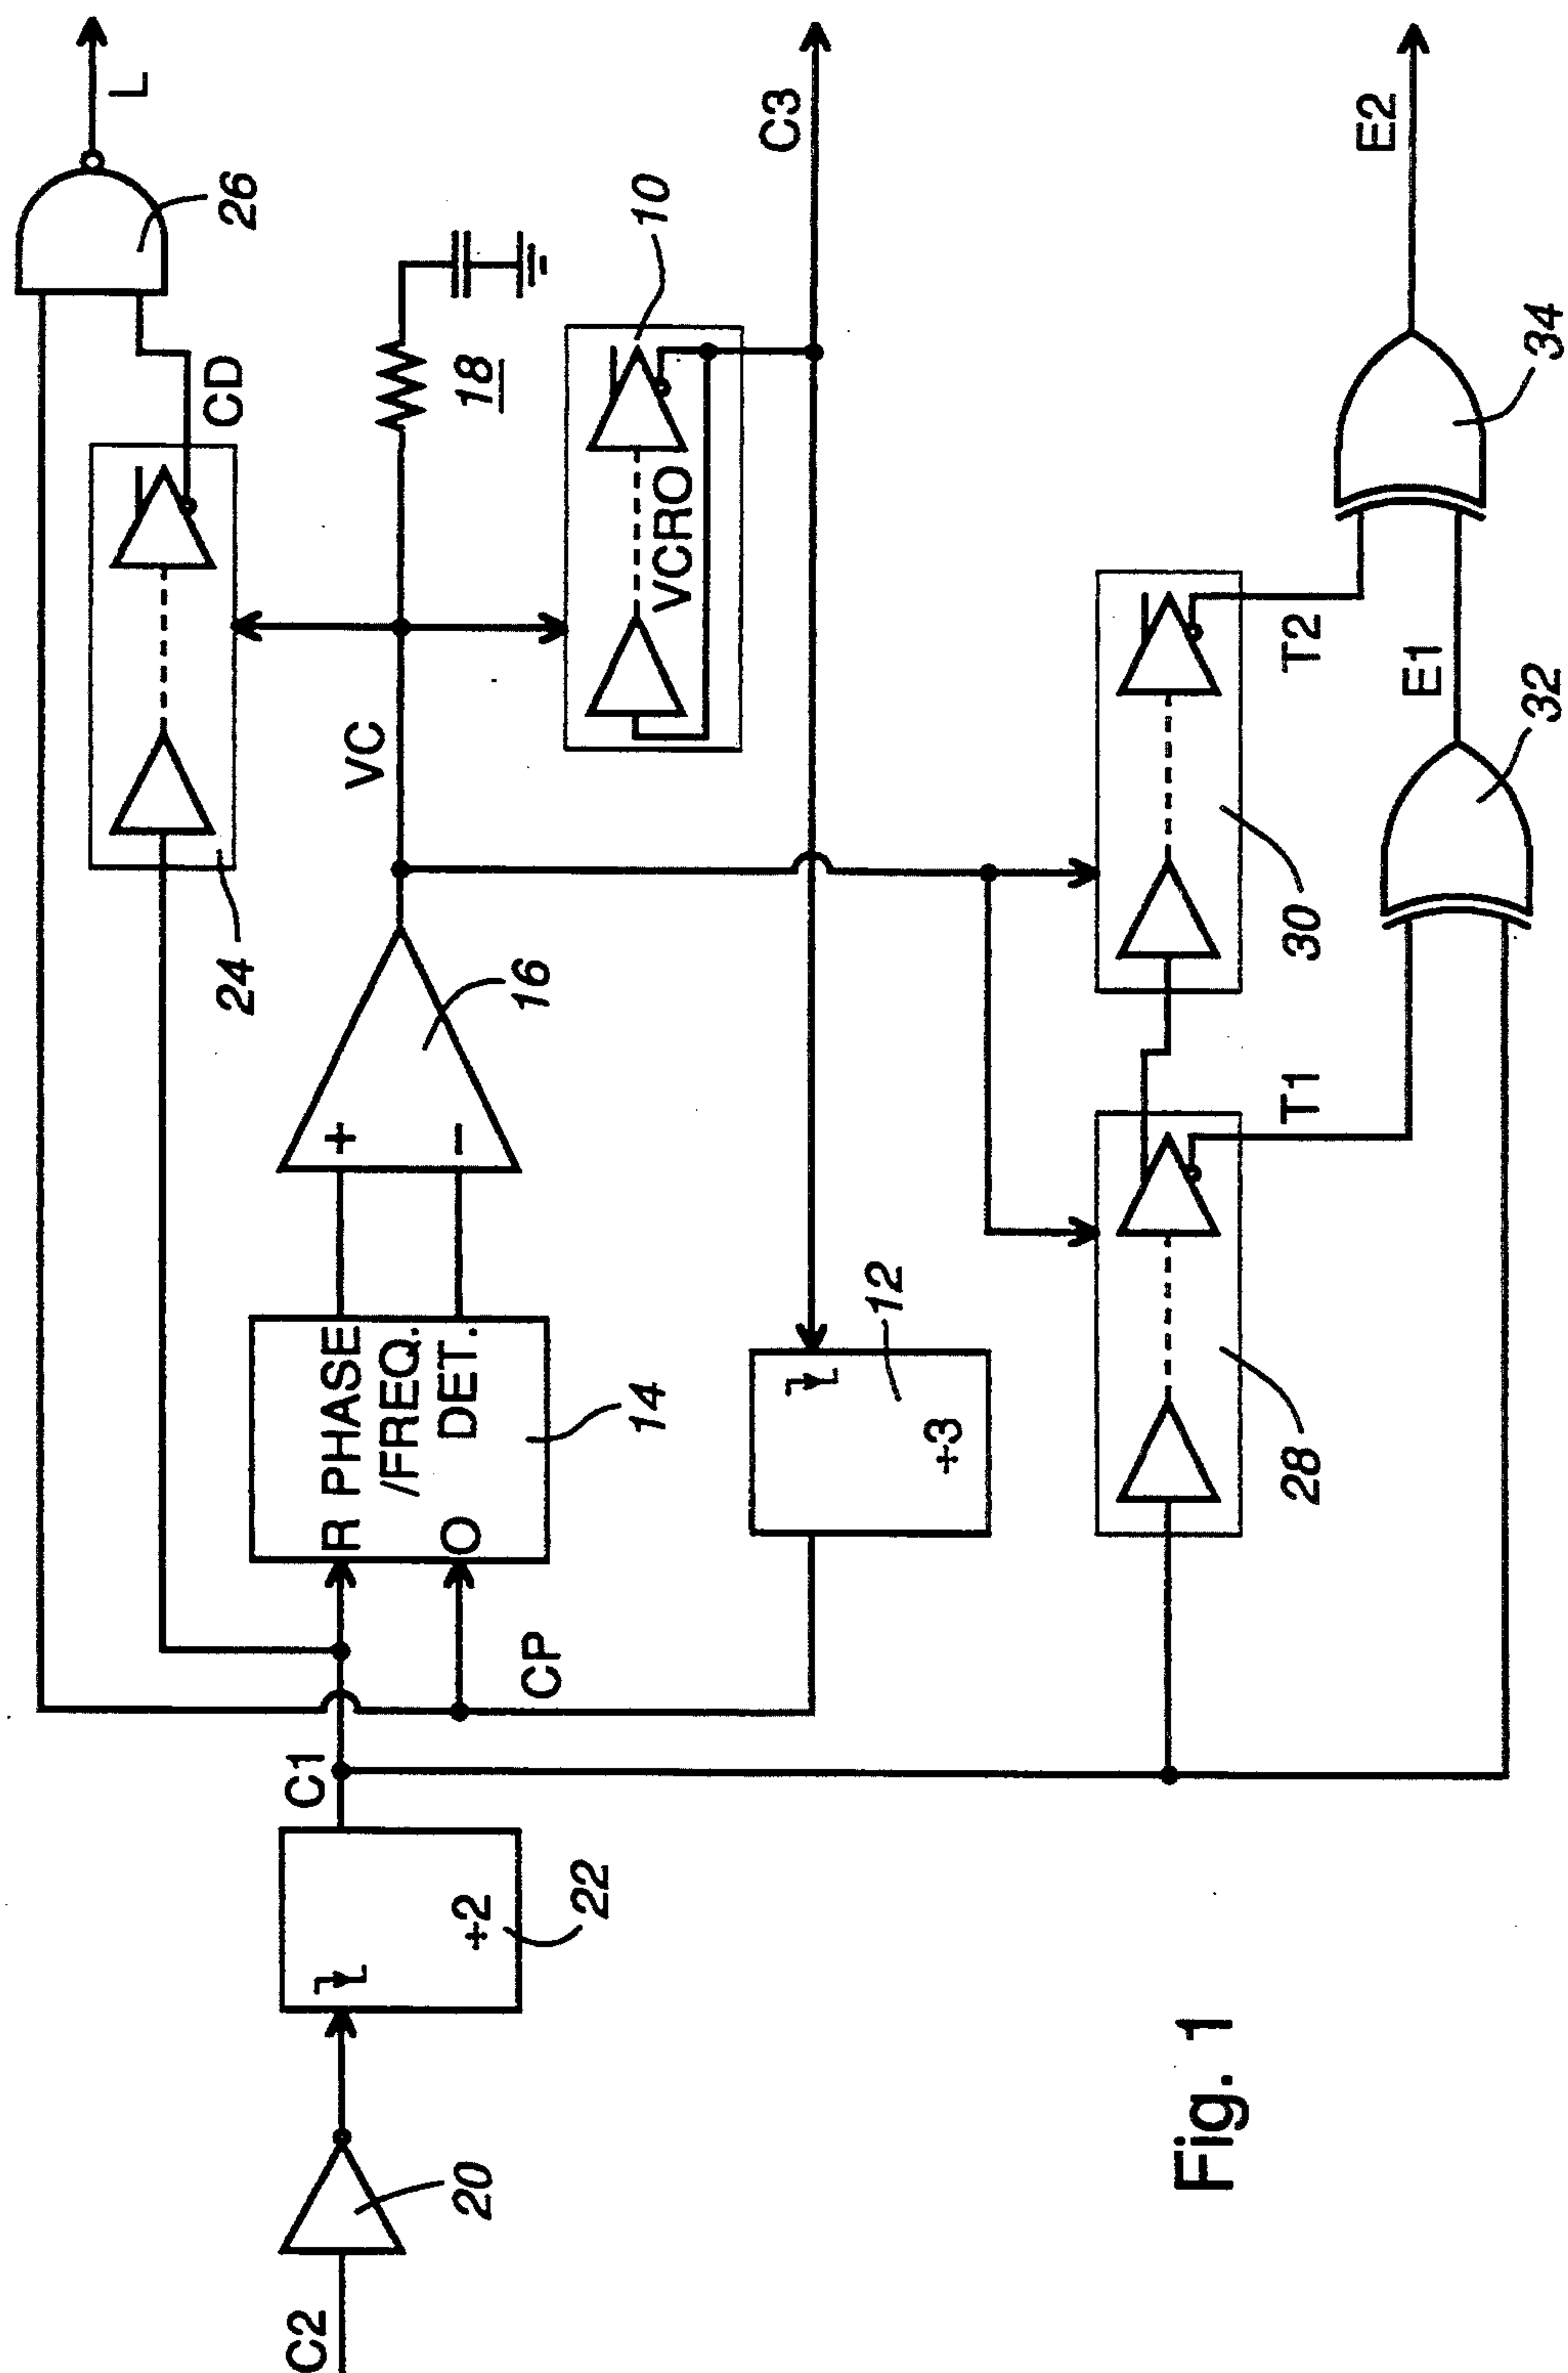 L
26
CD
24
C3
10
18
VCRO
VC
16
+
−
R PHASE
/FREQ.
O DET.
14
CP
12
÷3
C1
÷2
22
20
C2
E2
34
E1
32
T2
30
T1
28
Fig. 1